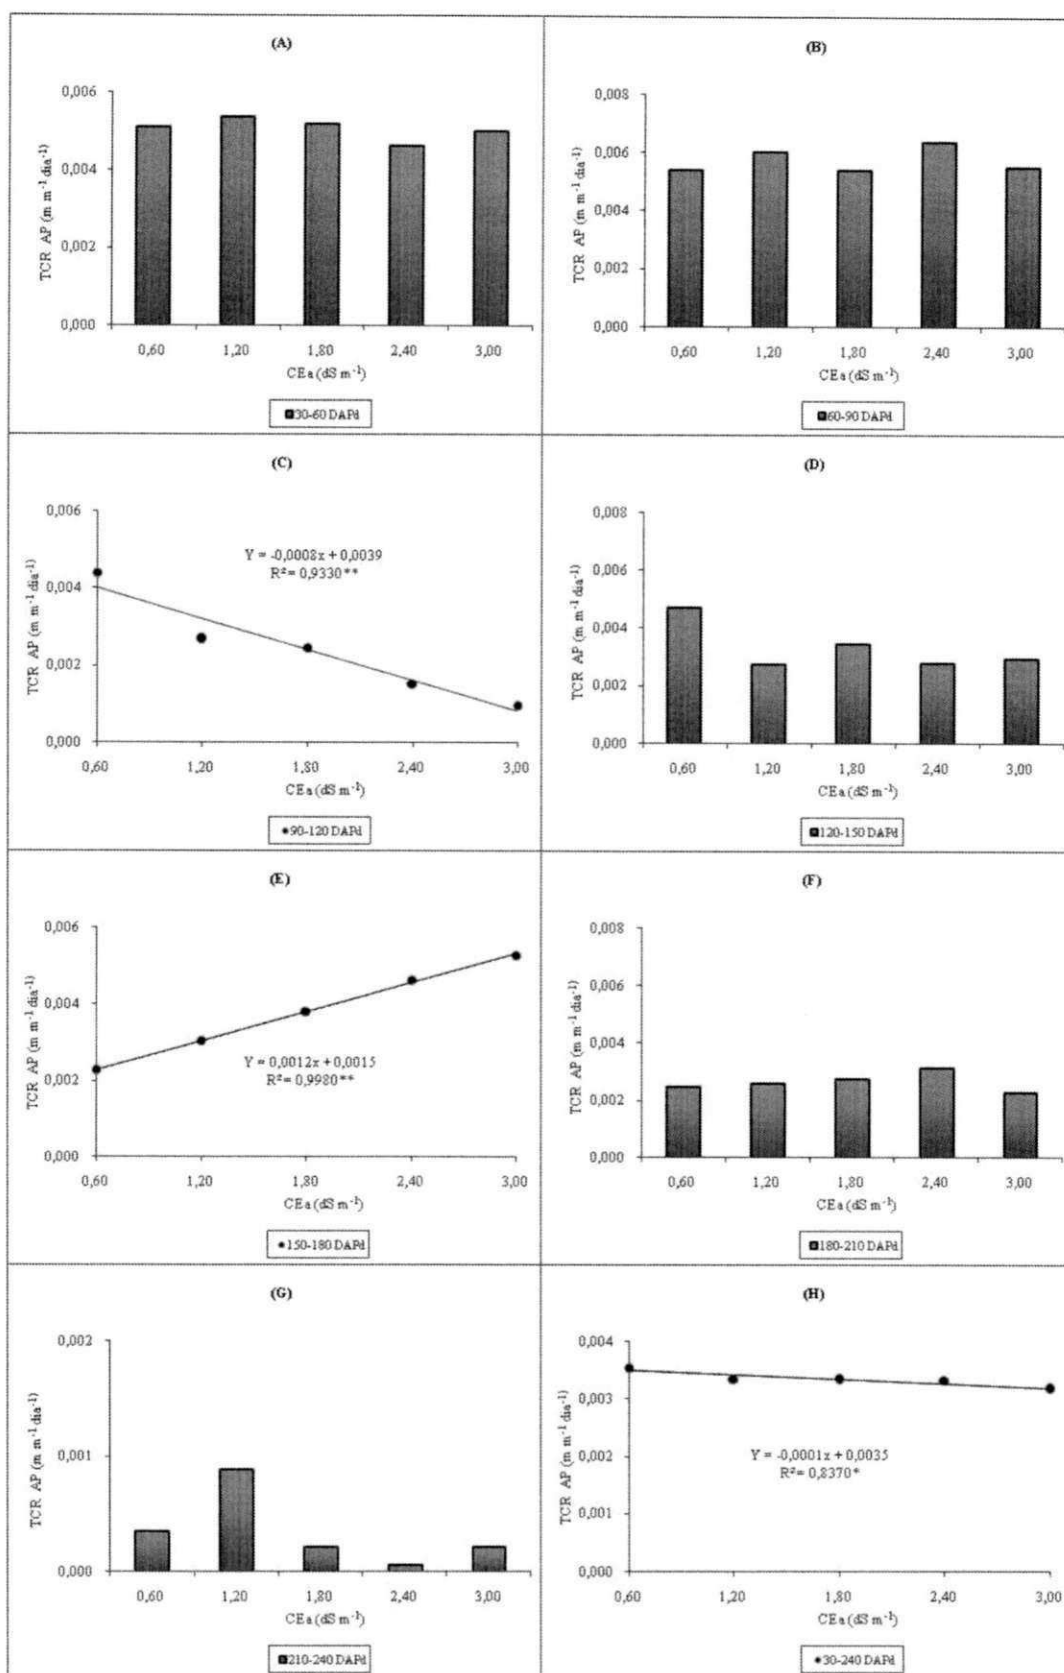 (A)
TCR AP (m m⁻¹ dia⁻¹)
0,006
0,004
0,002
0,000
0,60 1,20 1,80 2,40 3,00
CEa (dS m⁻¹)
30-60 DAPd
(B)
TCR AP (m m⁻¹ dia⁻¹)
0,008
0,006
0,004
0,002
0,000
0,60 1,20 1,80 2,40 3,00
CEa (dS m⁻¹)
60-90 DAPd
(C)
TCR AP (m m⁻¹ dia⁻¹)
0,006
0,004
0,002
0,000
Y = -0,0008x + 0,0039
R² = 0,9330**
0,60 1,20 1,80 2,40 3,00
CEa (dS m⁻¹)
90-120 DAPd
(D)
TCR AP (m m⁻¹ dia⁻¹)
0,008
0,006
0,004
0,002
0,000
0,60 1,20 1,80 2,40 3,00
CEa (dS m⁻¹)
120-150 DAPd
(E)
TCR AP (m m⁻¹ dia⁻¹)
0,006
0,004
0,002
0,000
Y = 0,0012x + 0,0015
R² = 0,9980**
0,60 1,20 1,80 2,40 3,00
CEa (dS m⁻¹)
150-180 DAPd
(F)
TCR AP (m m⁻¹ dia⁻¹)
0,008
0,006
0,004
0,002
0,000
0,60 1,20 1,80 2,40 3,00
CEa (dS m⁻¹)
180-210 DAPd
(G)
TCR AP (m m⁻¹ dia⁻¹)
0,002
0,001
0,000
0,60 1,20 1,80 2,40 3,00
CEa (dS m⁻¹)
210-240 DAPd
(H)
TCR AP (m m⁻¹ dia⁻¹)
0,004
0,003
0,002
0,001
0,000
Y = -0,0001x + 0,0035
R² = 0,8370*
0,60 1,20 1,80 2,40 3,00
CEa (dS m⁻¹)
30-240 DAPd